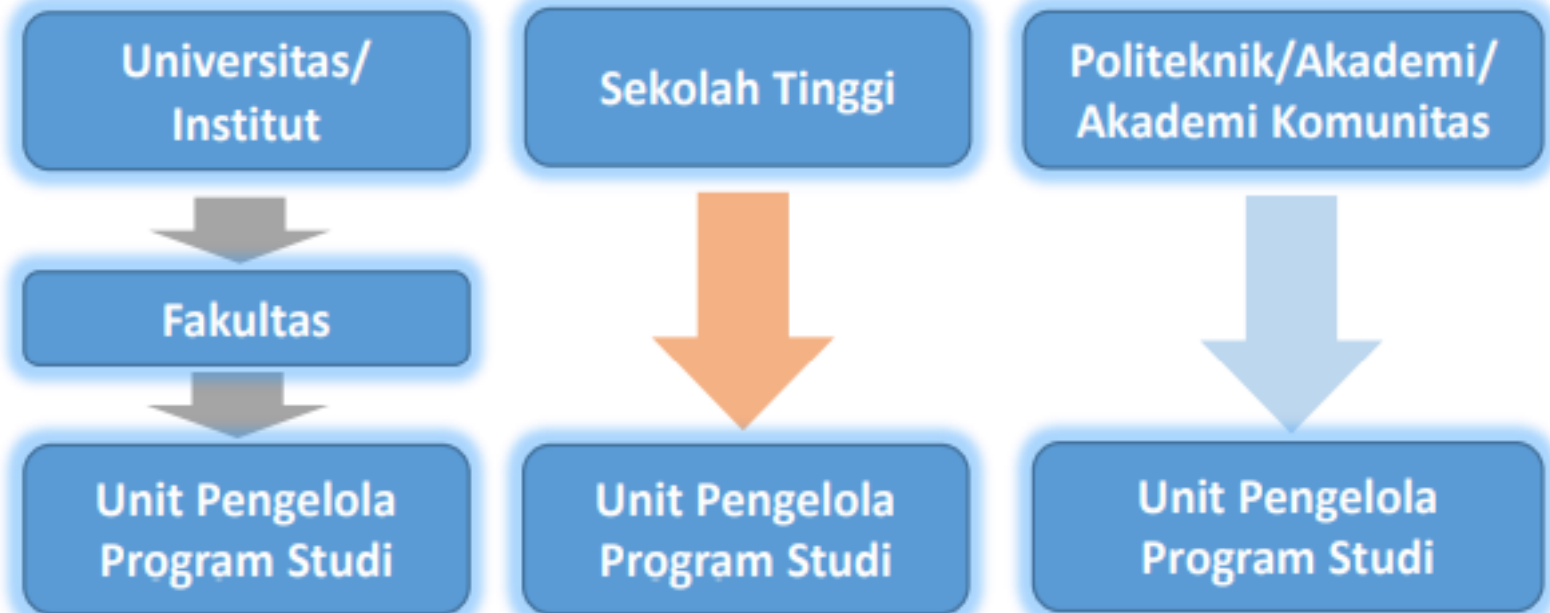 Universitas/
Institut
Sekolah Tinggi
Politeknik/Akademi/
Akademi Komunitas
Fakultas
Unit Pengelola
Program Studi
Unit Pengelola
Program Studi
Unit Pengelola
Program Studi